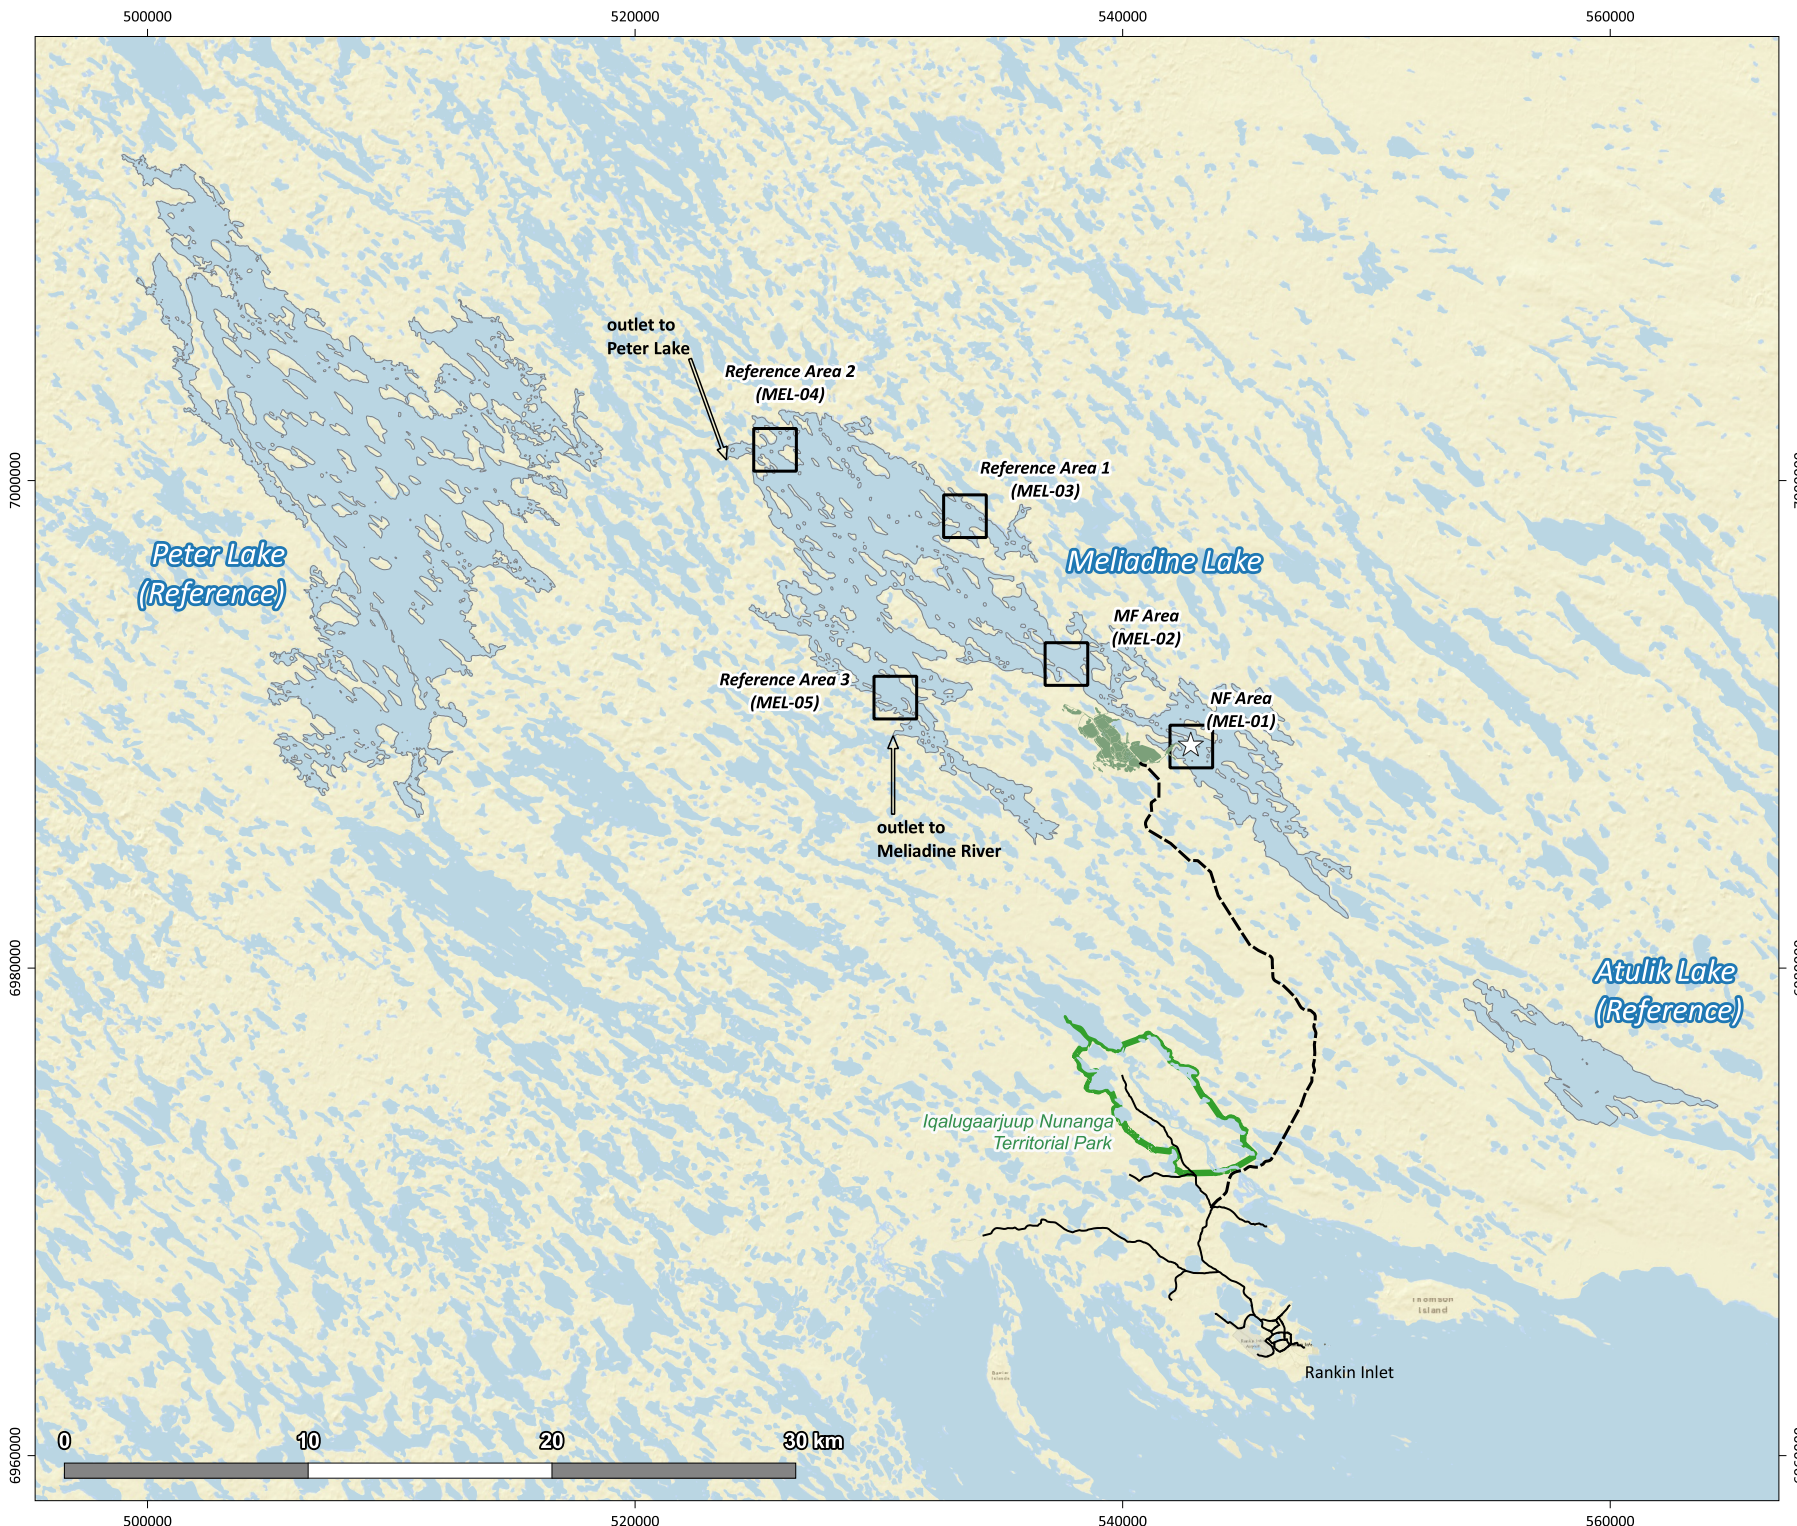 500000
520000
540000
560000
outlet to
Peter Lake
Reference Area 2
(MEL-04)
Reference Area 1
(MEL-03)
7000000
Peter Lake
(Reference)
Meliadine Lake
MF Area
(MEL-02)
Reference Area 3
(MEL-05)
NF Area
(MEL-01)
outlet to
Meliadine River
6980000
Atulik Lake
(Reference)
Iqalugaarjuup Nunanga
Territorial Park
Thomson
Island
Rankin Inlet
0
10
20
30 km
6960000
500000
520000
540000
560000